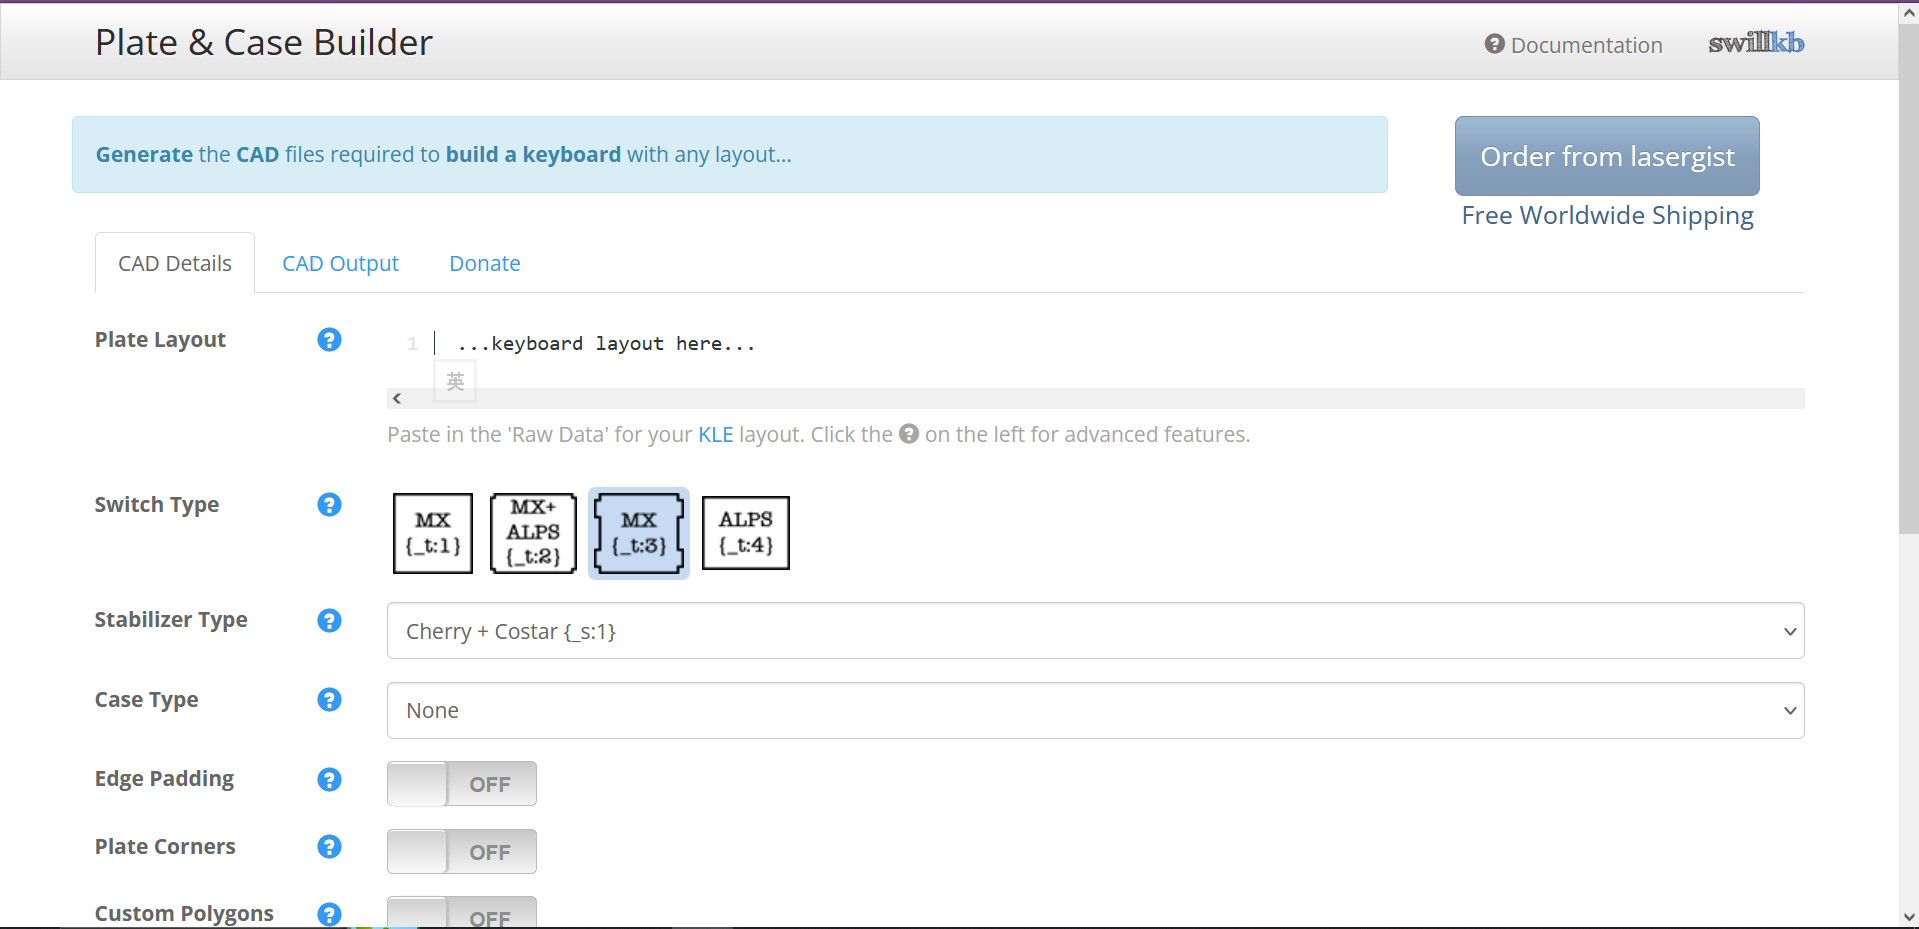 Plate & Case Builder
Documentation
swillkb
Generate the CAD files required to build a keyboard with any layout...
Order from lasergist
Free Worldwide Shipping
CAD Details
CAD Output
Donate
Plate Layout
1
...keyboard layout here...
英
Paste in the 'Raw Data' for your KLE layout. Click the ? on the left for advanced features.
Switch Type
MX
{_t:1}
MX+
ALPS
{_t:2}
MX
{_t:3}
ALPS
{_t:4}
Stabilizer Type
Cherry + Costar {_s:1}
Case Type
None
Edge Padding
OFF
Plate Corners
OFF
Custom Polygons
OFF